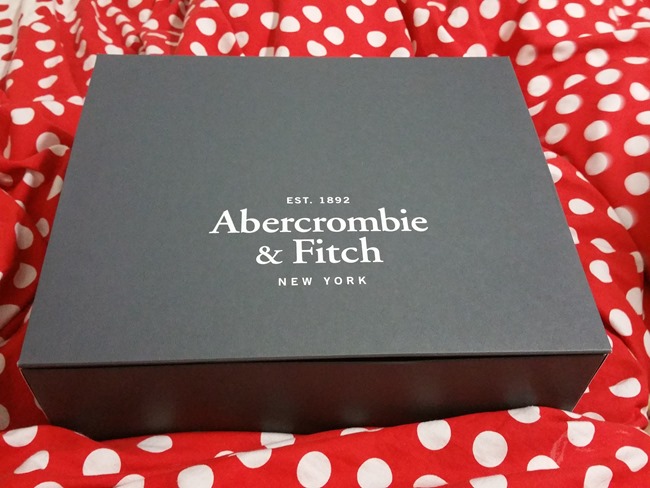 EST. 1892
Abercrombie
& Fitch
NEW YORK